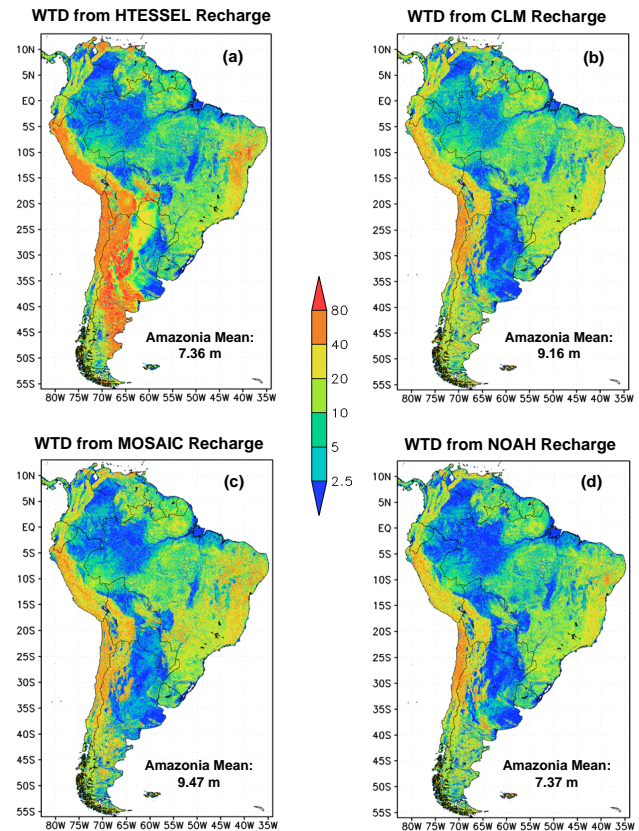 WTD from HTESSEL Recharge
(a)
10N
5N
EQ
5S
10S
15S
20S
25S
30S
35S
40S
45S
50S
55S
Amazonia Mean:
7.36 m
80W 75W 70W 65W 60W 55W 50W 45W 40W 35W
WTD from CLM Recharge
(b)
10N
5N
EQ
5S
10S
15S
20S
25S
30S
35S
40S
45S
50S
55S
Amazonia Mean:
9.16 m
80W 75W 70W 65W 60W 55W 50W 45W 40W 35W
80
40
20
10
5
2.5
WTD from MOSAIC Recharge
(c)
10N
5N
EQ
5S
10S
15S
20S
25S
30S
35S
40S
45S
50S
55S
Amazonia Mean:
9.47 m
80W 75W 70W 65W 60W 55W 50W 45W 40W 35W
WTD from NOAH Recharge
(d)
10N
5N
EQ
5S
10S
15S
20S
25S
30S
35S
40S
45S
50S
55S
Amazonia Mean:
7.37 m
80W 75W 70W 65W 60W 55W 50W 45W 40W 35W